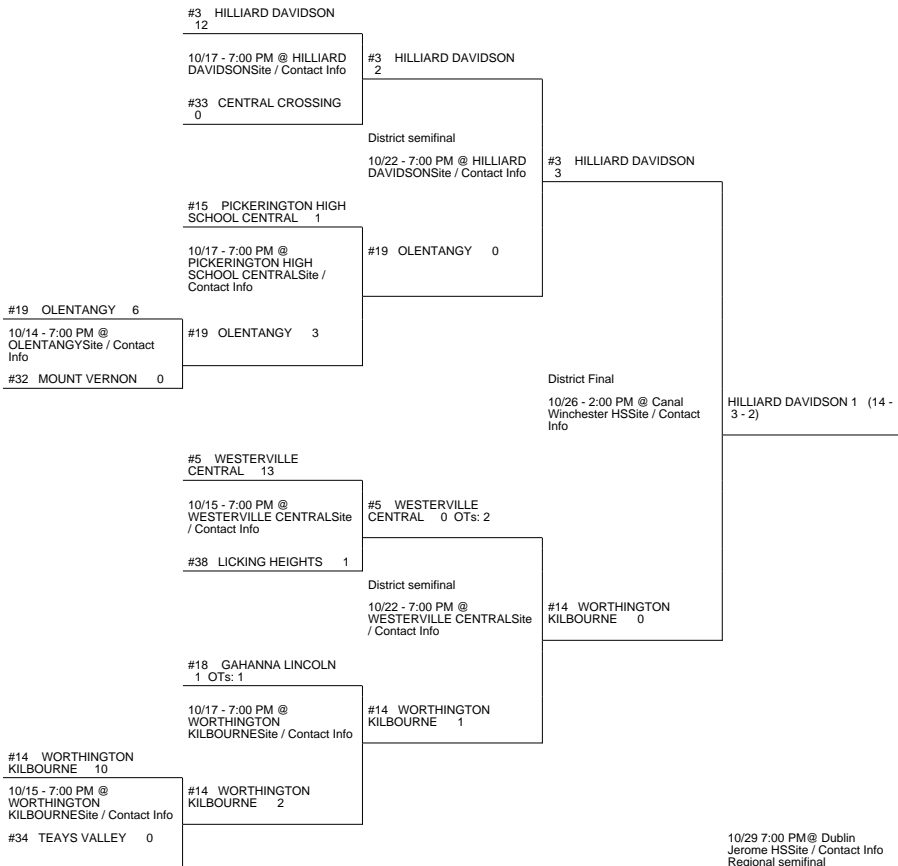 #3 HILLIARD DAVIDSON
12
10/17 - 7:00 PM @ HILLIARD
DAVIDSONSite / Contact Info
#33 CENTRAL CROSSING
0
#3 HILLIARD DAVIDSON
2
District semifinal
10/22 - 7:00 PM @ HILLIARD
DAVIDSONSite / Contact Info
#3 HILLIARD DAVIDSON
3
#15 PICKERINGTON HIGH
SCHOOL CENTRAL 1
10/17 - 7:00 PM @
PICKERINGTON HIGH
SCHOOL CENTRALSite /
Contact Info
#19 OLENTANGY 0
#19 OLENTANGY 6
10/14 - 7:00 PM @
OLENTANGYSite / Contact
Info
#32 MOUNT VERNON 0
#19 OLENTANGY 3
District Final
10/26 - 2:00 PM @ Canal
Winchester HSSite / Contact
Info
HILLIARD DAVIDSON 1 (14 -
3 - 2)
#5 WESTERVILLE
CENTRAL 13
10/15 - 7:00 PM @
WESTERVILLE CENTRALSite
/ Contact Info
#38 LICKING HEIGHTS 1
#5 WESTERVILLE
CENTRAL 0 OTs: 2
District semifinal
10/22 - 7:00 PM @
WESTERVILLE CENTRALSite
/ Contact Info
#14 WORTHINGTON
KILBOURNE 0
#18 GAHANNA LINCOLN
1 OTs: 1
10/17 - 7:00 PM @
WORTHINGTON
KILBOURNESite / Contact Info
#14 WORTHINGTON
KILBOURNE 1
#14 WORTHINGTON
KILBOURNE 10
10/15 - 7:00 PM @
WORTHINGTON
KILBOURNESite / Contact Info
#34 TEAYS VALLEY 0
#14 WORTHINGTON
KILBOURNE 2
10/29 7:00 PM@ Dublin
Jerome HSSite / Contact Info
Regional semifinal